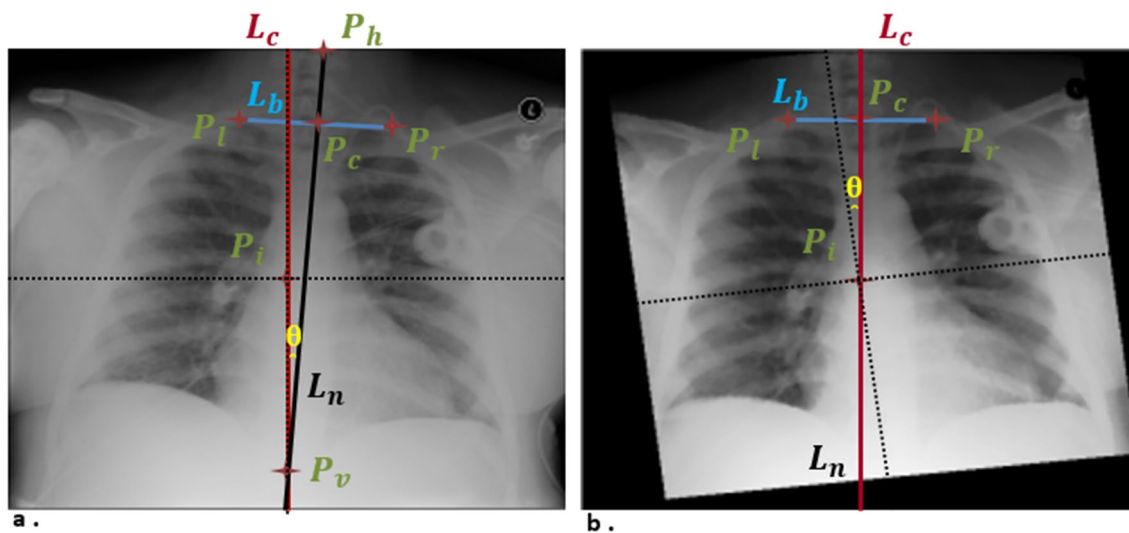 L_c P_h
L_b
P_l
P_c
P_r
P_i
θ
L_n
P_v
a.
L_c
L_b
P_c
P_l
P_r
θ
P_i
L_n
b.